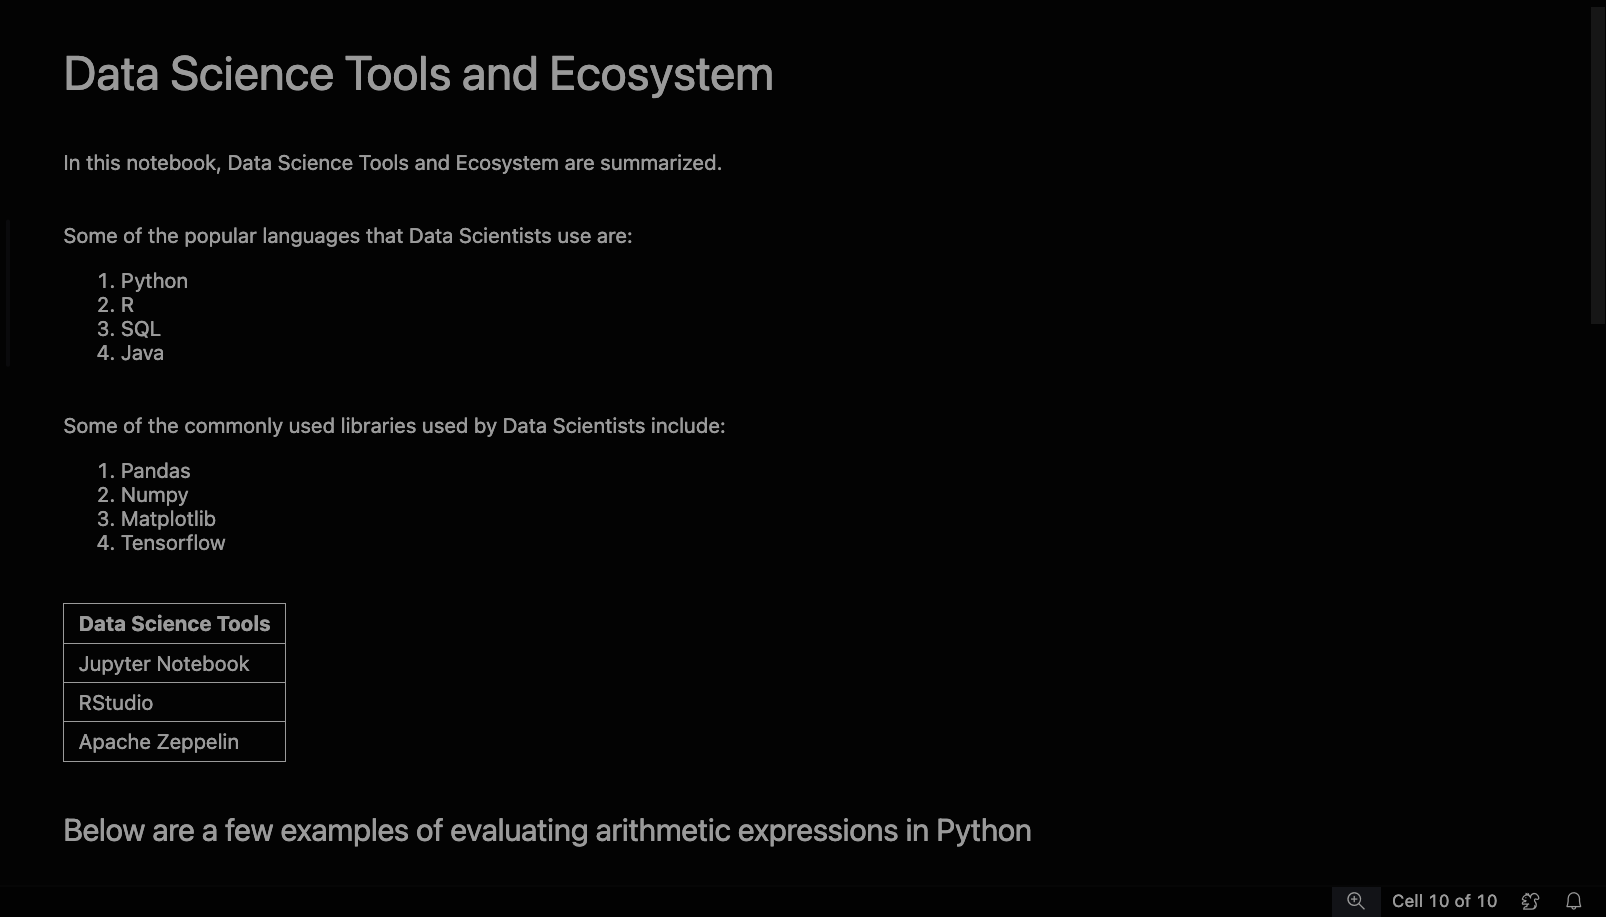 Data Science Tools and Ecosystem
In this notebook, Data Science Tools and Ecosystem are summarized.
Some of the popular languages that Data Scientists use are:
1. Python
2. R
3. SQL
4. Java
Some of the commonly used libraries used by Data Scientists include:
1. Pandas
2. Numpy
3. Matplotlib
4. Tensorflow
Data Science Tools
Jupyter Notebook
RStudio
Apache Zeppelin
Below are a few examples of evaluating arithmetic expressions in Python
Cell 10 of 10